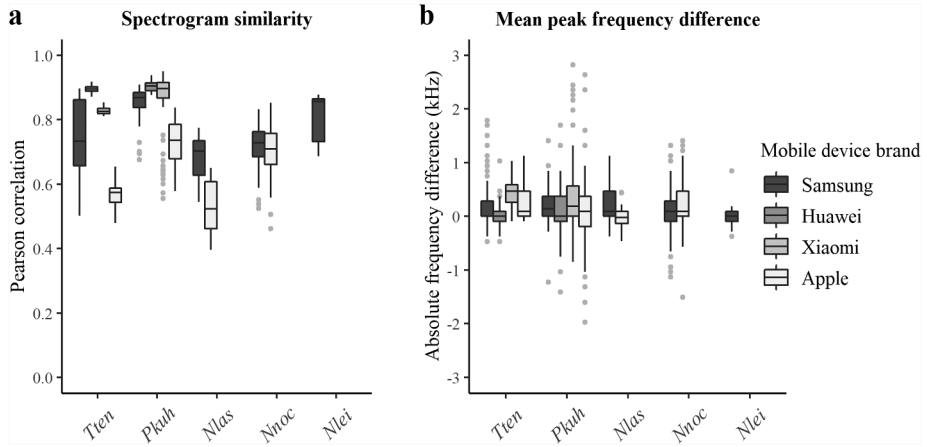 a
Spectrogram similarity
1.0
0.8
0.6
0.4
0.2
0.0
Pearson correlation
Tten
Pkuh
Nlas
Nnoc
Nlei
b
Mean peak frequency difference
3
2
1
0
-1
-2
-3
Absolute frequency difference (kHz)
Tten
Pkuh
Nlas
Nnoc
Nlei
Mobile device brand
Samsung
Huawei
Xiaomi
Apple